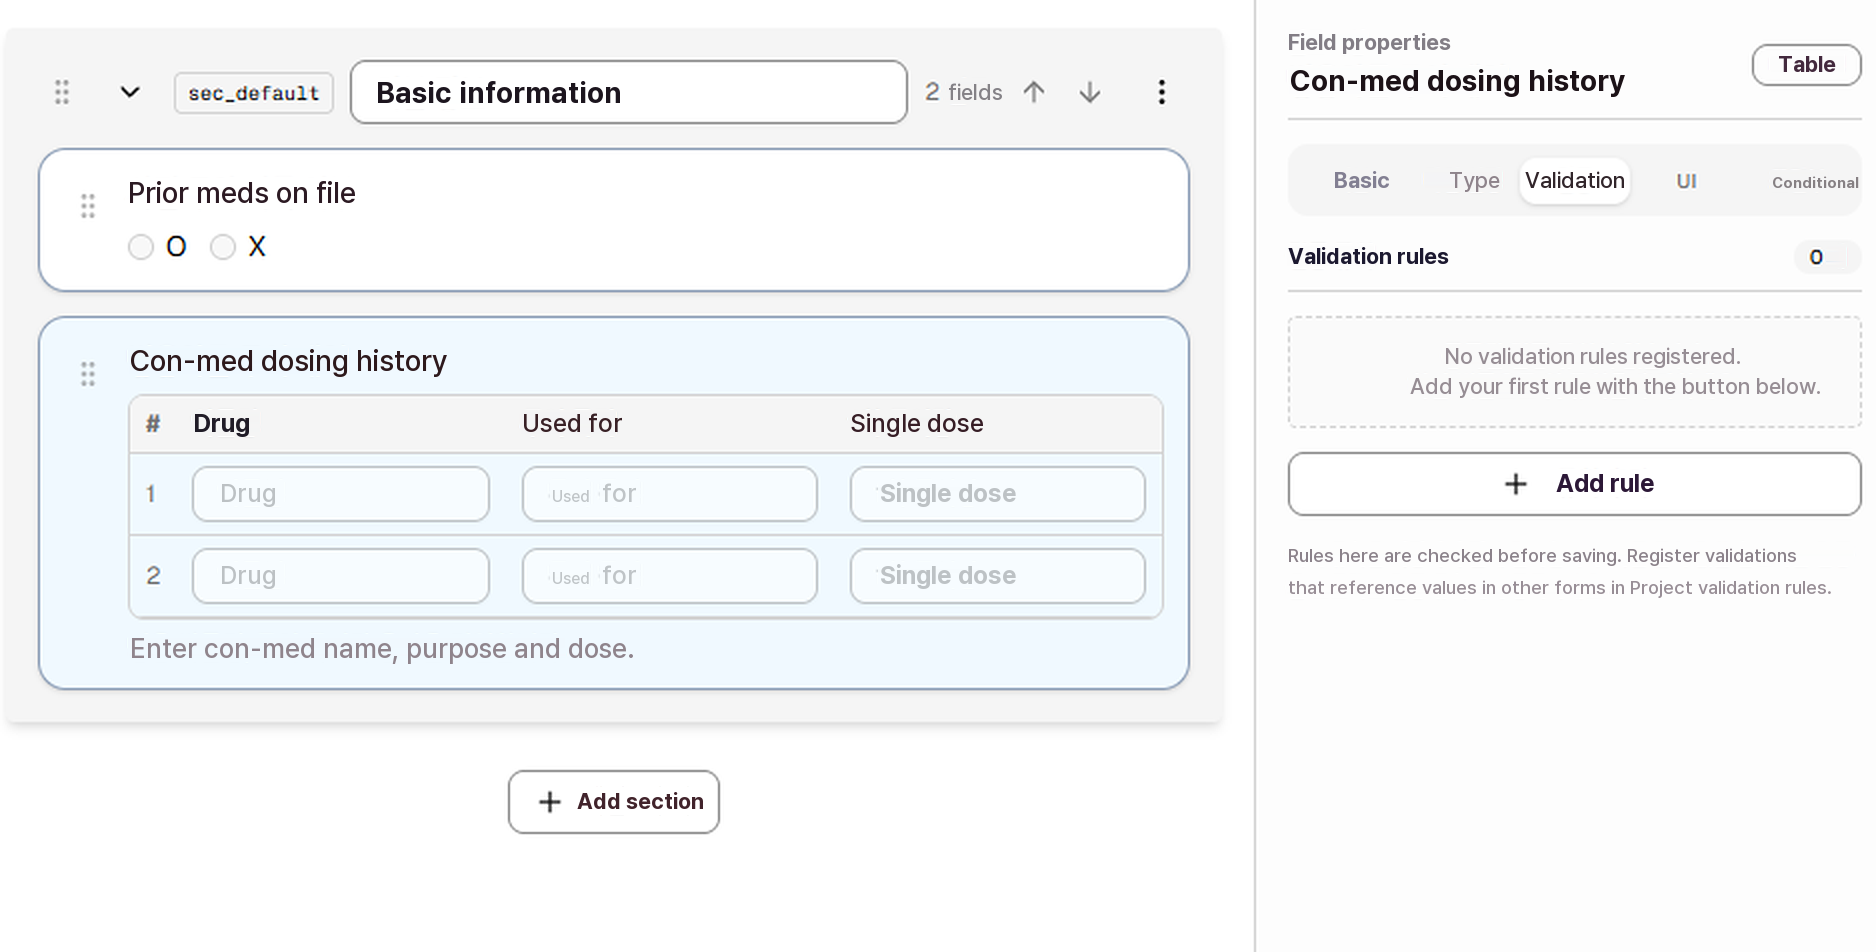 sec_default
Basic information
2 fields
Prior meds on file
O X
Con-med dosing history
# Drug Used for Single dose
1 Drug Used for Single dose
2 Drug Used for Single dose
Enter con-med name, purpose and dose.
+ Add section
Field properties
Con-med dosing history
Table
Basic Type Validation UI Conditional
Validation rules 0
No validation rules registered.
Add your first rule with the button below.
+ Add rule
Rules here are checked before saving. Register validations
that reference values in other forms in Project validation rules.